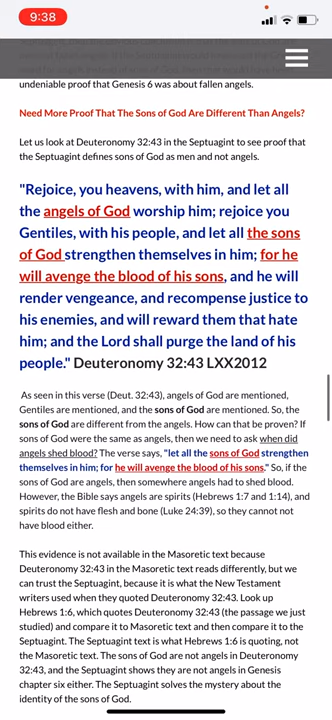 9:38
undeniable proof that Genesis 6 was about fallen angels.
Need More Proof That The Sons of God Are Different Than Angels?
Let us look at Deuteronomy 32:43 in the Septuagint to see proof that
the Septuagint defines sons of God as men and not angels.
"Rejoice, you heavens, with him, and let all
the angels of God worship him; rejoice you
Gentiles, with his people, and let all the sons
of God strengthen themselves in him; for he
will avenge the blood of his sons, and he will
render vengeance, and recompense justice to
his enemies, and will reward them that hate
him; and the Lord shall purge the land of his
people." Deuteronomy 32:43 LXX2012
As seen in this verse (Deut. 32:43), angels of God are mentioned,
Gentiles are mentioned, and the sons of God are mentioned. So, the
sons of God are different from the angels. How can that be proven? If
sons of God were the same as angels, then we need to ask when did
angels shed blood? The verse says, "let all the sons of God strengthen
themselves in him; for he will avenge the blood of his sons." So, if the
son of God are angels, then somewhere angels had to shed blood.
However, the Bible says angels are spirits (Hebrews 1:7 and 1:14), and
spirits do not have flesh and bone (Luke 24:39), so they cannot not
have blood either.
This evidence is not available in the Masoretic text because
Deuteronomy 32:43 in the Masoretic text reads differently, but we
can trust the Septuagint, because it is what the New Testament
writers used when they quoted Deuteronomy 32:43. Look up
Hebrews 1:6, which quotes Deuteronomy 32:43 (the passage we just
studied) and compare it to Masoretic text and then compare it to the
Septuagint. The Septuagint text is what Hebrews 1:6 is quoting, not
the Masoretic text. The sons of God are not angels in Deuteronomy
32:43, and the Septuagint shows they are not angels in Genesis
chapter six either. The Septuagint solves the mystery about the
identity of the sons of God.